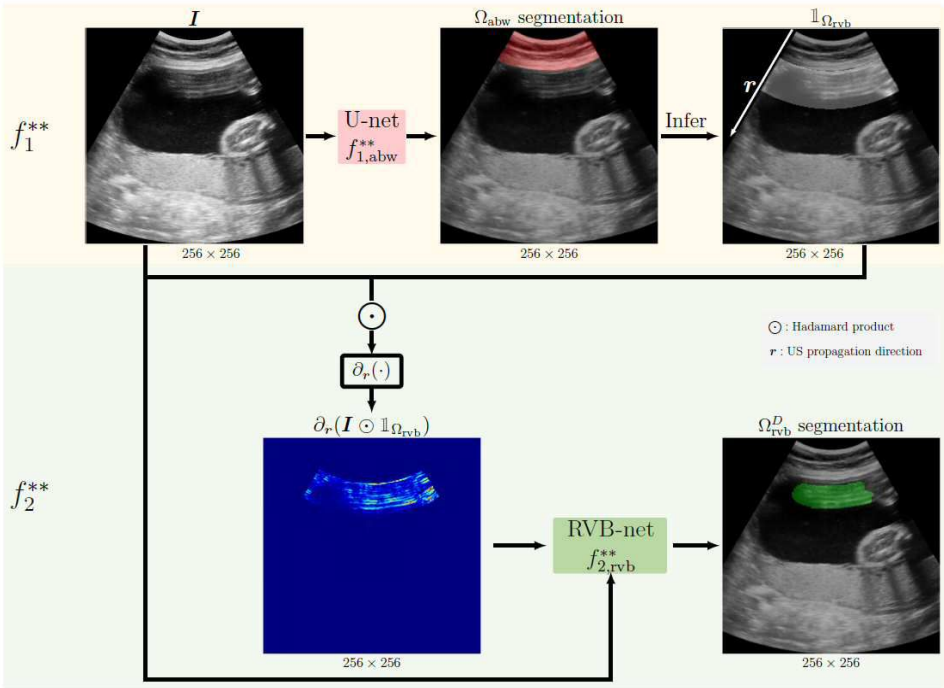 I
Ω_abw segmentation
𝟙_Ω_rvb
r
f_1^**
U-net
f_1,abw^**
Infer
256 × 256
256 × 256
256 × 256
⊙ : Hadamard product
r : US propagation direction
⊙
∂_r(·)
∂_r(I ⊙ 𝟙_Ω_rvb)
Ω_rvb^D segmentation
f_2^**
RVB-net
f_2,rvb^**
256 × 256
256 × 256